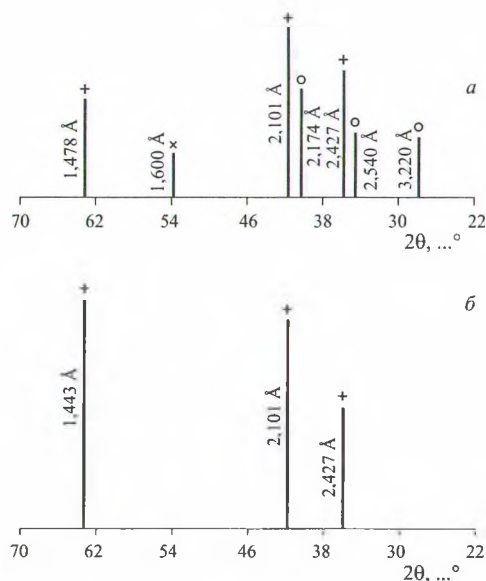 а
+
+
+
o
o
o
×
1,478 Å
1,600 Å
2,101 Å
2,174 Å
2,427 Å
2,540 Å
3,220 Å
70 62 54 46 38 30 22
2θ, ...°
б
+
+
+
1,443 Å
2,101 Å
2,427 Å
70 62 54 46 38 30 22
2θ, ...°